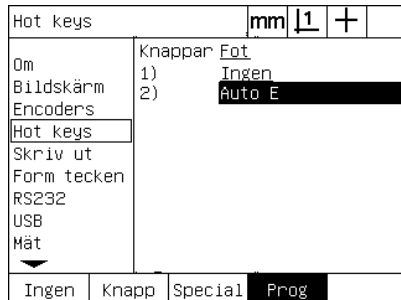 Hot keys mm 1
Om
Bildskärm
Encoders
Hot keys
Skriv ut
Form tecken
RS232
USB
Mät
Knappar Fot
1) Ingen
2) Auto E
Ingen Knapp Special Prog